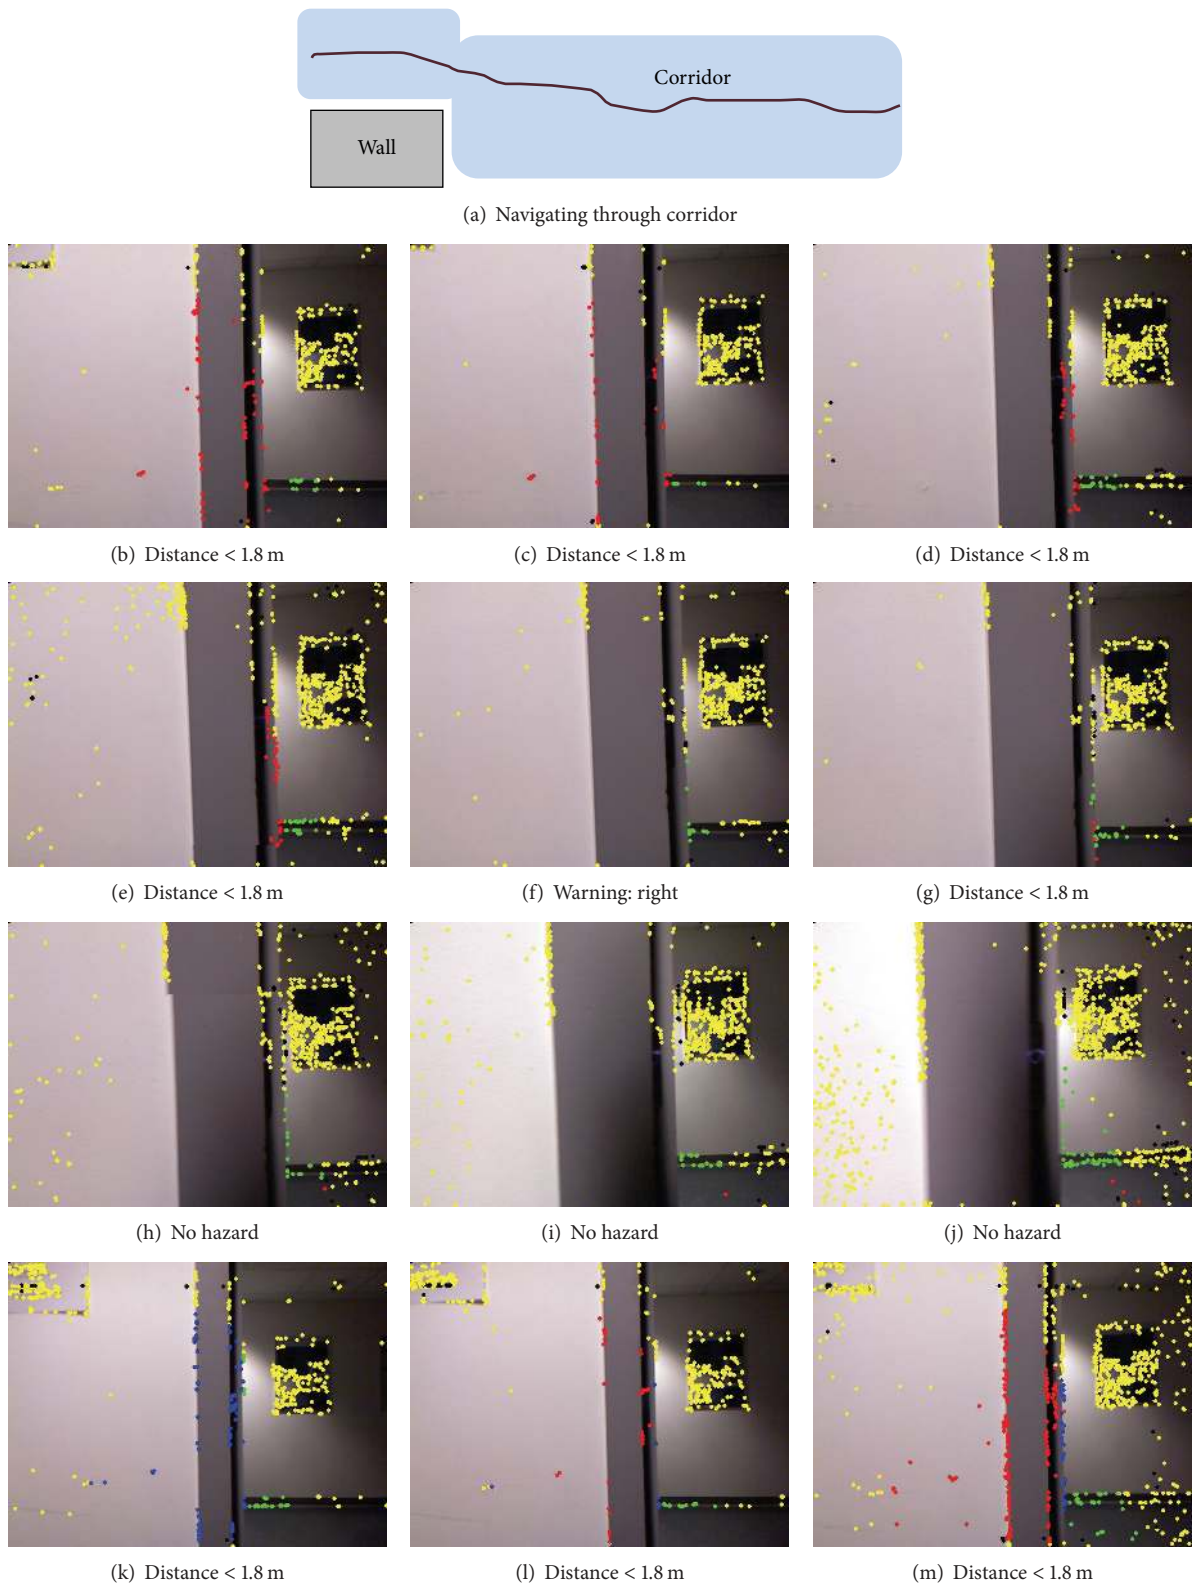 Corridor
Wall
(a) Navigating through corridor
(b) Distance < 1.8 m
(c) Distance < 1.8 m
(d) Distance < 1.8 m
(e) Distance < 1.8 m
(f) Warning: right
(g) Distance < 1.8 m
(h) No hazard
(i) No hazard
(j) No hazard
(k) Distance < 1.8 m
(l) Distance < 1.8 m
(m) Distance < 1.8 m